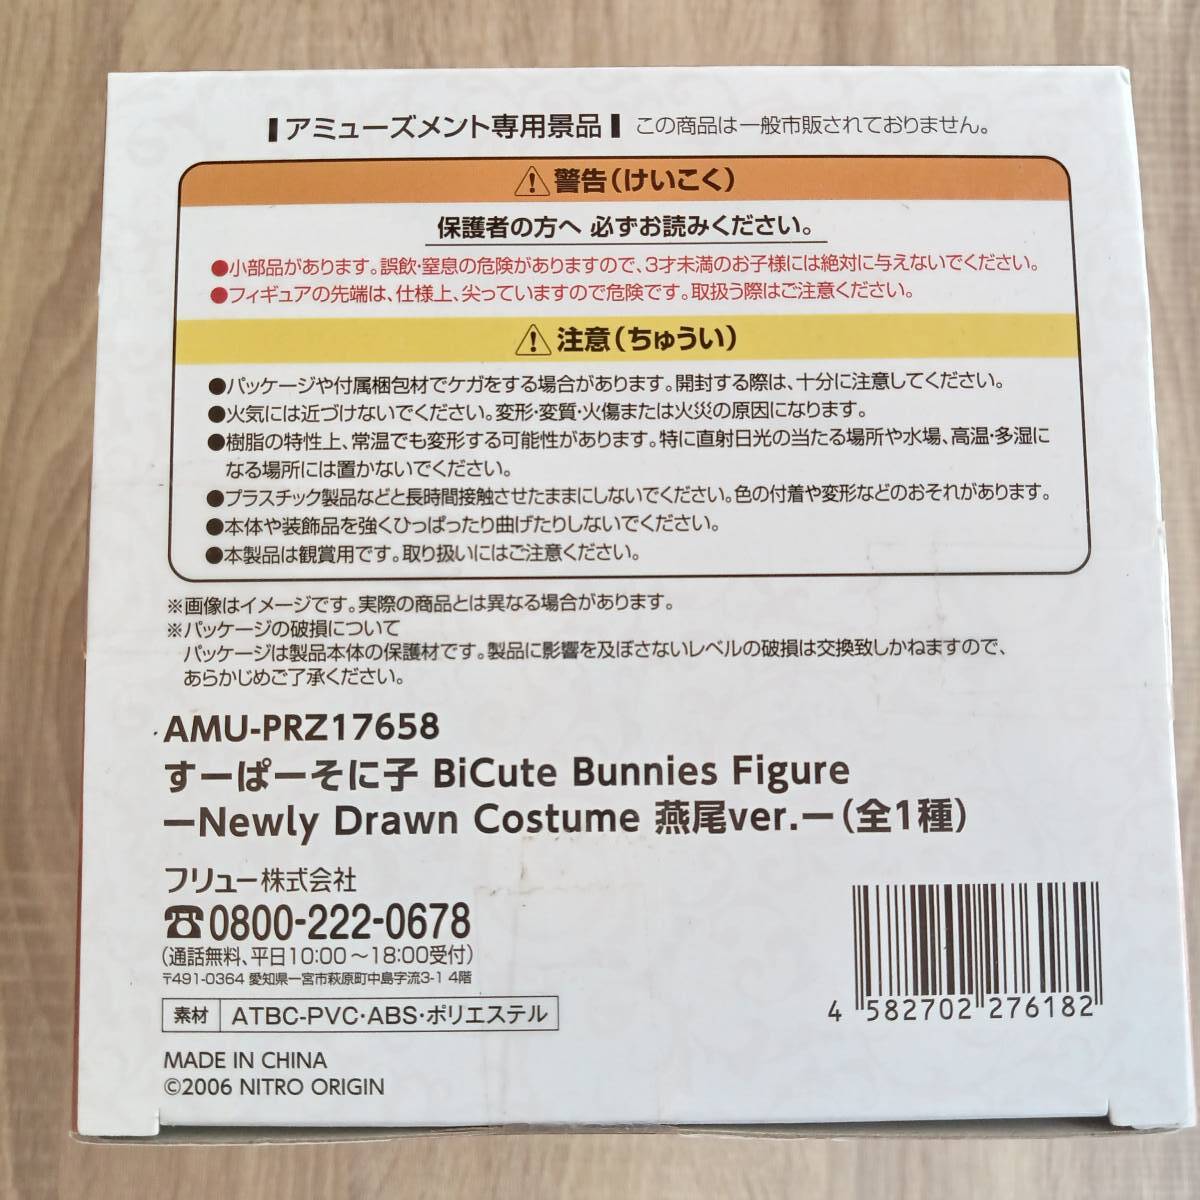 アミューズメント専用景品 この商品は一般市販されておりません。
警告(けいこく)
保護者の方へ 必ずお読みください。
●小部品があります。誤飲・窒息の危険がありますので、3才未満のお子様には絶対に与えないでください。
●フィギュアの先端は、仕様上、尖っていますので危険です。取扱う際はご注意ください。
注意(ちゅうい)
●パッケージや付属梱包材でケガをする場合があります。開封する際は、十分に注意してください。
●火気には近づけないでください。変形・変質・火傷または火災の原因になります。
●樹脂の特性上、常温でも変形する可能性があります。特に直射日光の当たる場所や水場、高温・多湿に
なる場所には置かないでください。
●プラスチック製品などと長時間接触させたままにしないでください。色の付着や変形などのおそれがあります。
●本体や装飾品を強くひっぱったり曲げたりしないでください。
●本製品は観賞用です。取り扱いにはご注意ください。
※画像はイメージです。実際の商品とは異なる場合があります。
※パッケージの破損について
パッケージは製品本体の保護材です。製品に影響を及ぼさないレベルの破損は交換致しかねますので、
あらかじめご了承ください。
AMU-PRZ17658
すーぱーそに子 BiCute Bunnies Figure
ーNewly Drawn Costume 燕尾ver.ー(全1種)
フリュー株式会社
☎0800-222-0678
(通話無料、平日10:00～18:00受付)
〒491-0364 愛知県一宮市萩原町中島字流3-1 4階
素材 ATBC-PVC・ABS・ポリエステル
MADE IN CHINA
©2006 NITRO ORIGIN
4 582702 276182